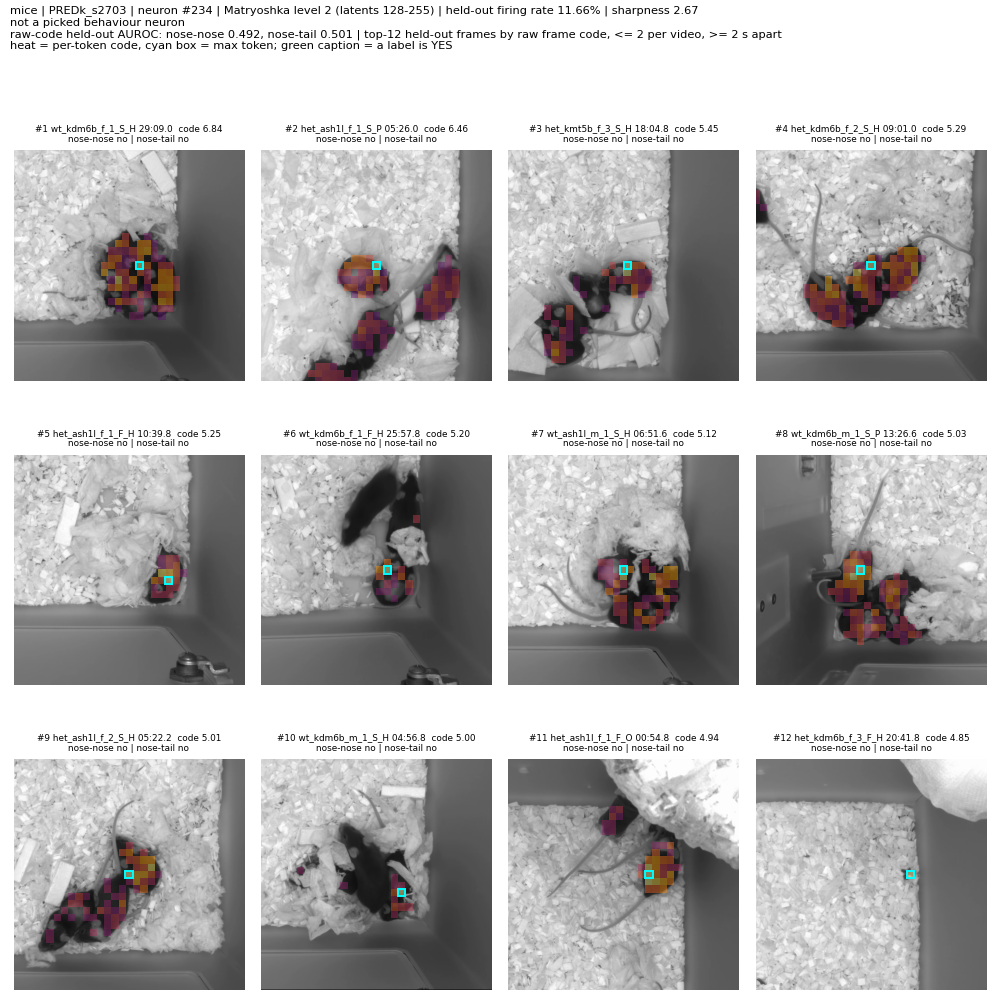 mice | PREDk_s2703 | neuron #234 | Matryoshka level 2 (latents 128-255) | held-out firing rate 11.66% | sharpness 2.67
not a picked behaviour neuron
raw-code held-out AUROC: nose-nose 0.492, nose-tail 0.501 | top-12 held-out frames by raw frame code, <= 2 per video, >= 2 s apart
heat = per-token code, cyan box = max token; green caption = a label is YES
#1 wt_kdm6b_f_1_S_H 29:09.0  code 6.84
nose-nose no | nose-tail no
#2 het_ash1l_f_1_S_P 05:26.0  code 6.46
nose-nose no | nose-tail no
#3 het_kmt5b_f_3_S_H 18:04.8  code 5.45
nose-nose no | nose-tail no
#4 het_kdm6b_f_2_S_H 09:01.0  code 5.29
nose-nose no | nose-tail no
#5 het_ash1l_f_1_F_H 10:39.8  code 5.25
nose-nose no | nose-tail no
#6 wt_kdm6b_f_1_F_H 25:57.8  code 5.20
nose-nose no | nose-tail no
#7 wt_ash1l_m_1_S_H 06:51.6  code 5.12
nose-nose no | nose-tail no
#8 wt_kdm6b_m_1_S_P 13:26.6  code 5.03
nose-nose no | nose-tail no
#9 het_ash1l_f_2_S_H 05:22.2  code 5.01
nose-nose no | nose-tail no
#10 wt_kdm6b_m_1_S_H 04:56.8  code 5.00
nose-nose no | nose-tail no
#11 het_ash1l_f_1_F_O 00:54.8  code 4.94
nose-nose no | nose-tail no
#12 het_kdm6b_f_3_F_H 20:41.8  code 4.85
nose-nose no | nose-tail no